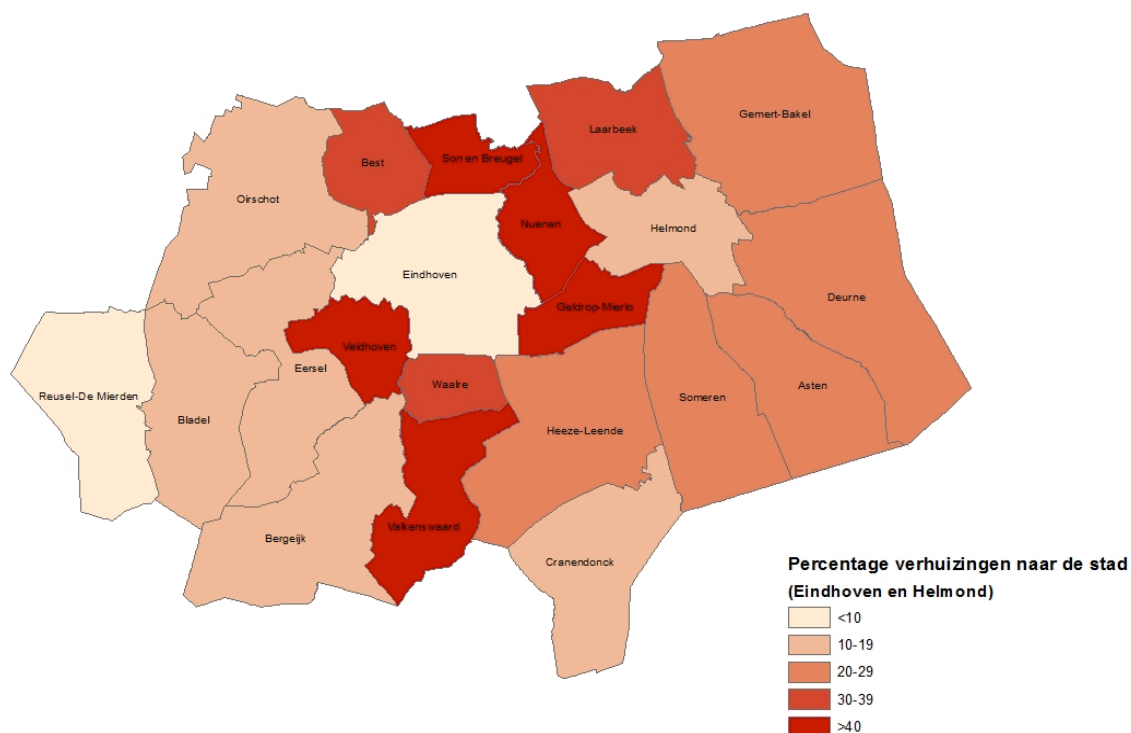 Gemert-Bakel
Laarbeek
Best
Son en Breugel
Oirschot
Nuenen
Helmond
Eindhoven
Deurne
Geldrop-Mierlo
Veldhoven
Eersel
Waalre
Asten
Reusel-De Mierden
Someren
Bladel
Heeze-Leende
Valkenswaard
Bergeijk
Cranendonck
Percentage verhuizingen naar de stad
(Eindhoven en Helmond)
<10
10-19
20-29
30-39
>40